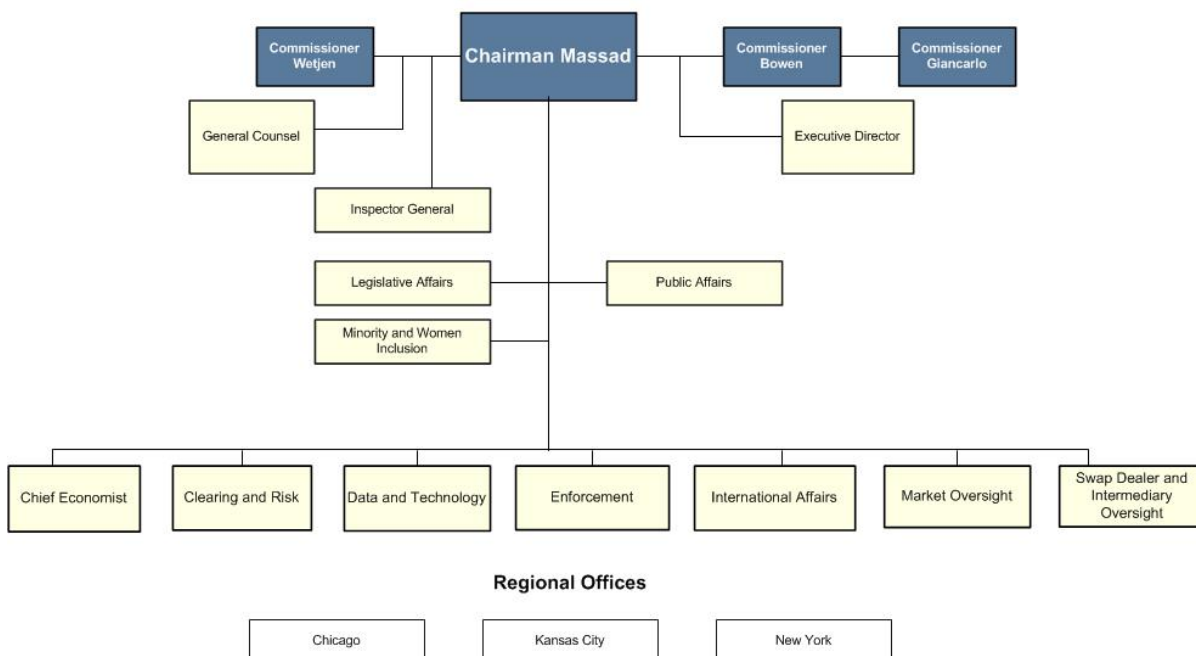 Commissioner
Wetjen
Chairman Massad
Commissioner
Bowen
Commissioner
Giancarlo
General Counsel
Executive Director
Inspector General
Legislative Affairs
Public Affairs
Minority and Women
Inclusion
Chief Economist
Clearing and Risk
Data and Technology
Enforcement
International Affairs
Market Oversight
Swap Dealer and
Intermediary
Oversight
Regional Offices
Chicago
Kansas City
New York